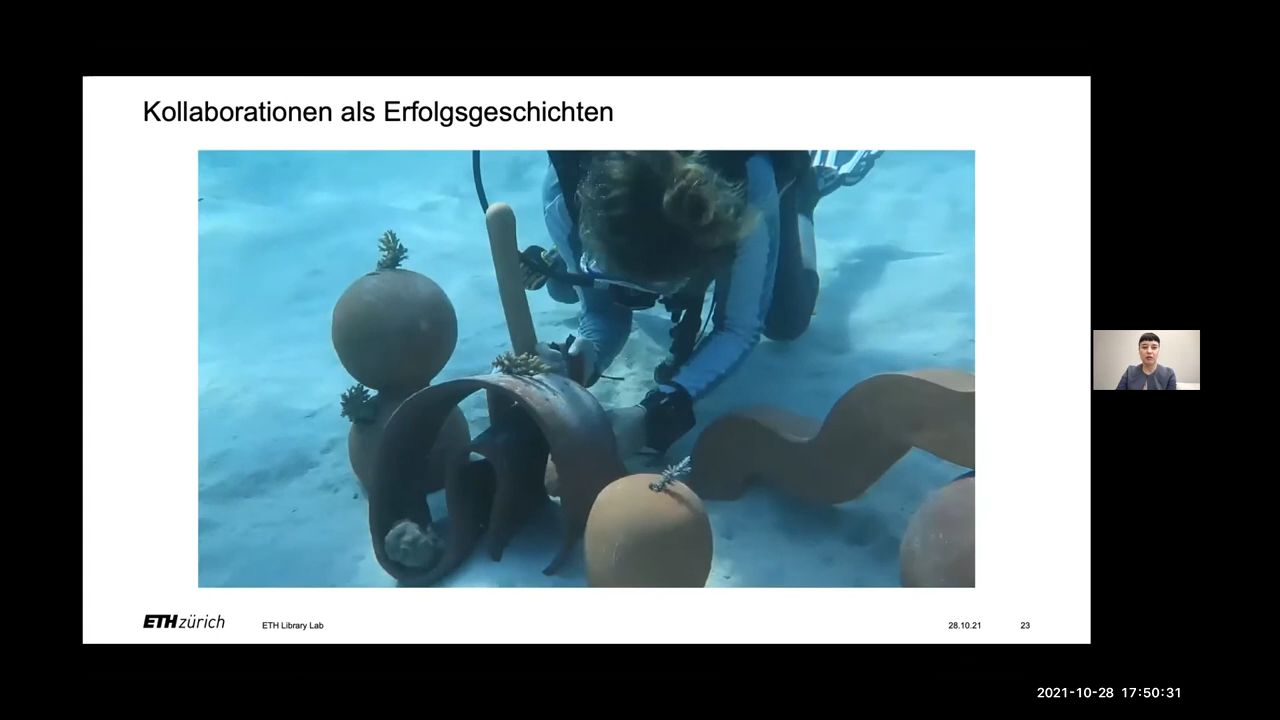 Kollaborationen als Erfolgsgeschichten
ETH zürich
ETH Library Lab
28.10.21
23
2021-10-28 17:50:31